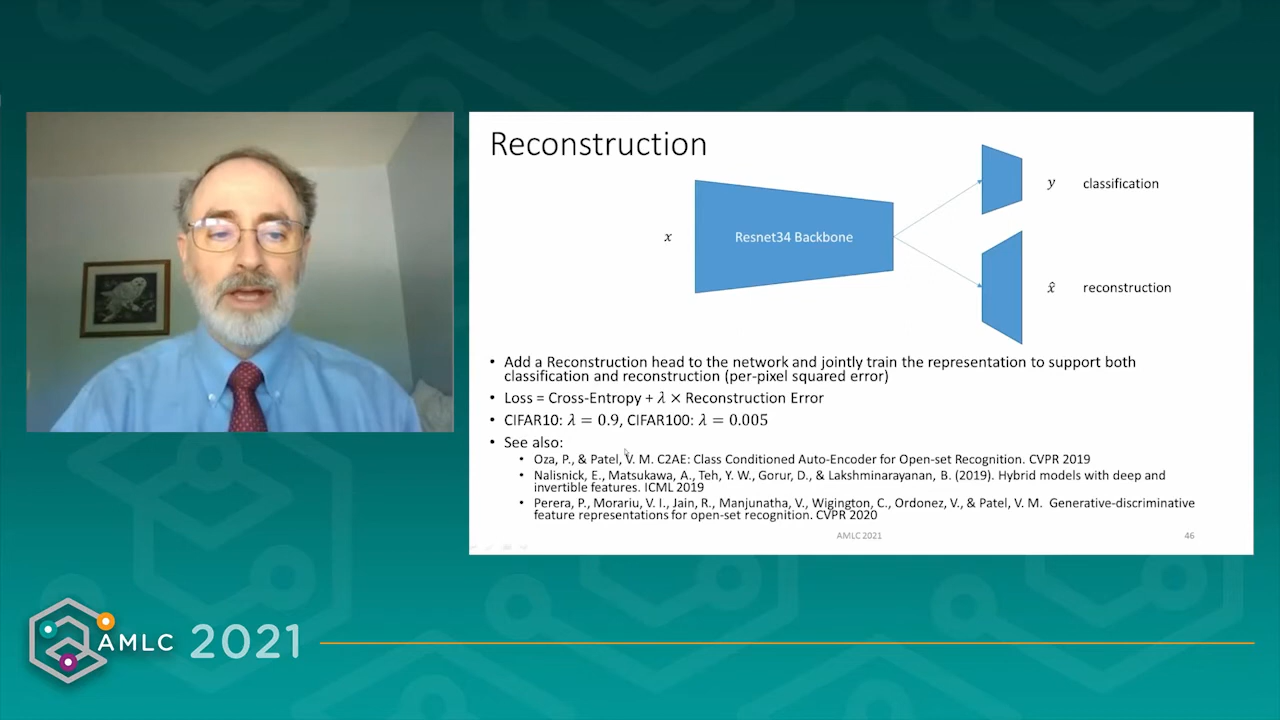 Reconstruction
x
Resnet34 Backbone
y classification
x̂ reconstruction
• Add a Reconstruction head to the network and jointly train the representation to support both
classification and reconstruction (per-pixel squared error)
• Loss = Cross-Entropy + λ × Reconstruction Error
• CIFAR10: λ = 0.9, CIFAR100: λ = 0.005
• See also:
• Oza, P., & Patel, V. M. C2AE: Class Conditioned Auto-Encoder for Open-set Recognition. CVPR 2019
• Nalisnick, E., Matsukawa, A., Teh, Y. W., Gorur, D., & Lakshminarayanan, B. (2019). Hybrid models with deep and
invertible features. ICML 2019
• Perera, P., Morariu, V. I., Jain, R., Manjunatha, V., Wigington, C., Ordonez, V., & Patel, V. M. Generative-discriminative
feature representations for open-set recognition. CVPR 2020
AMLC 2021
46
AMLC 2021